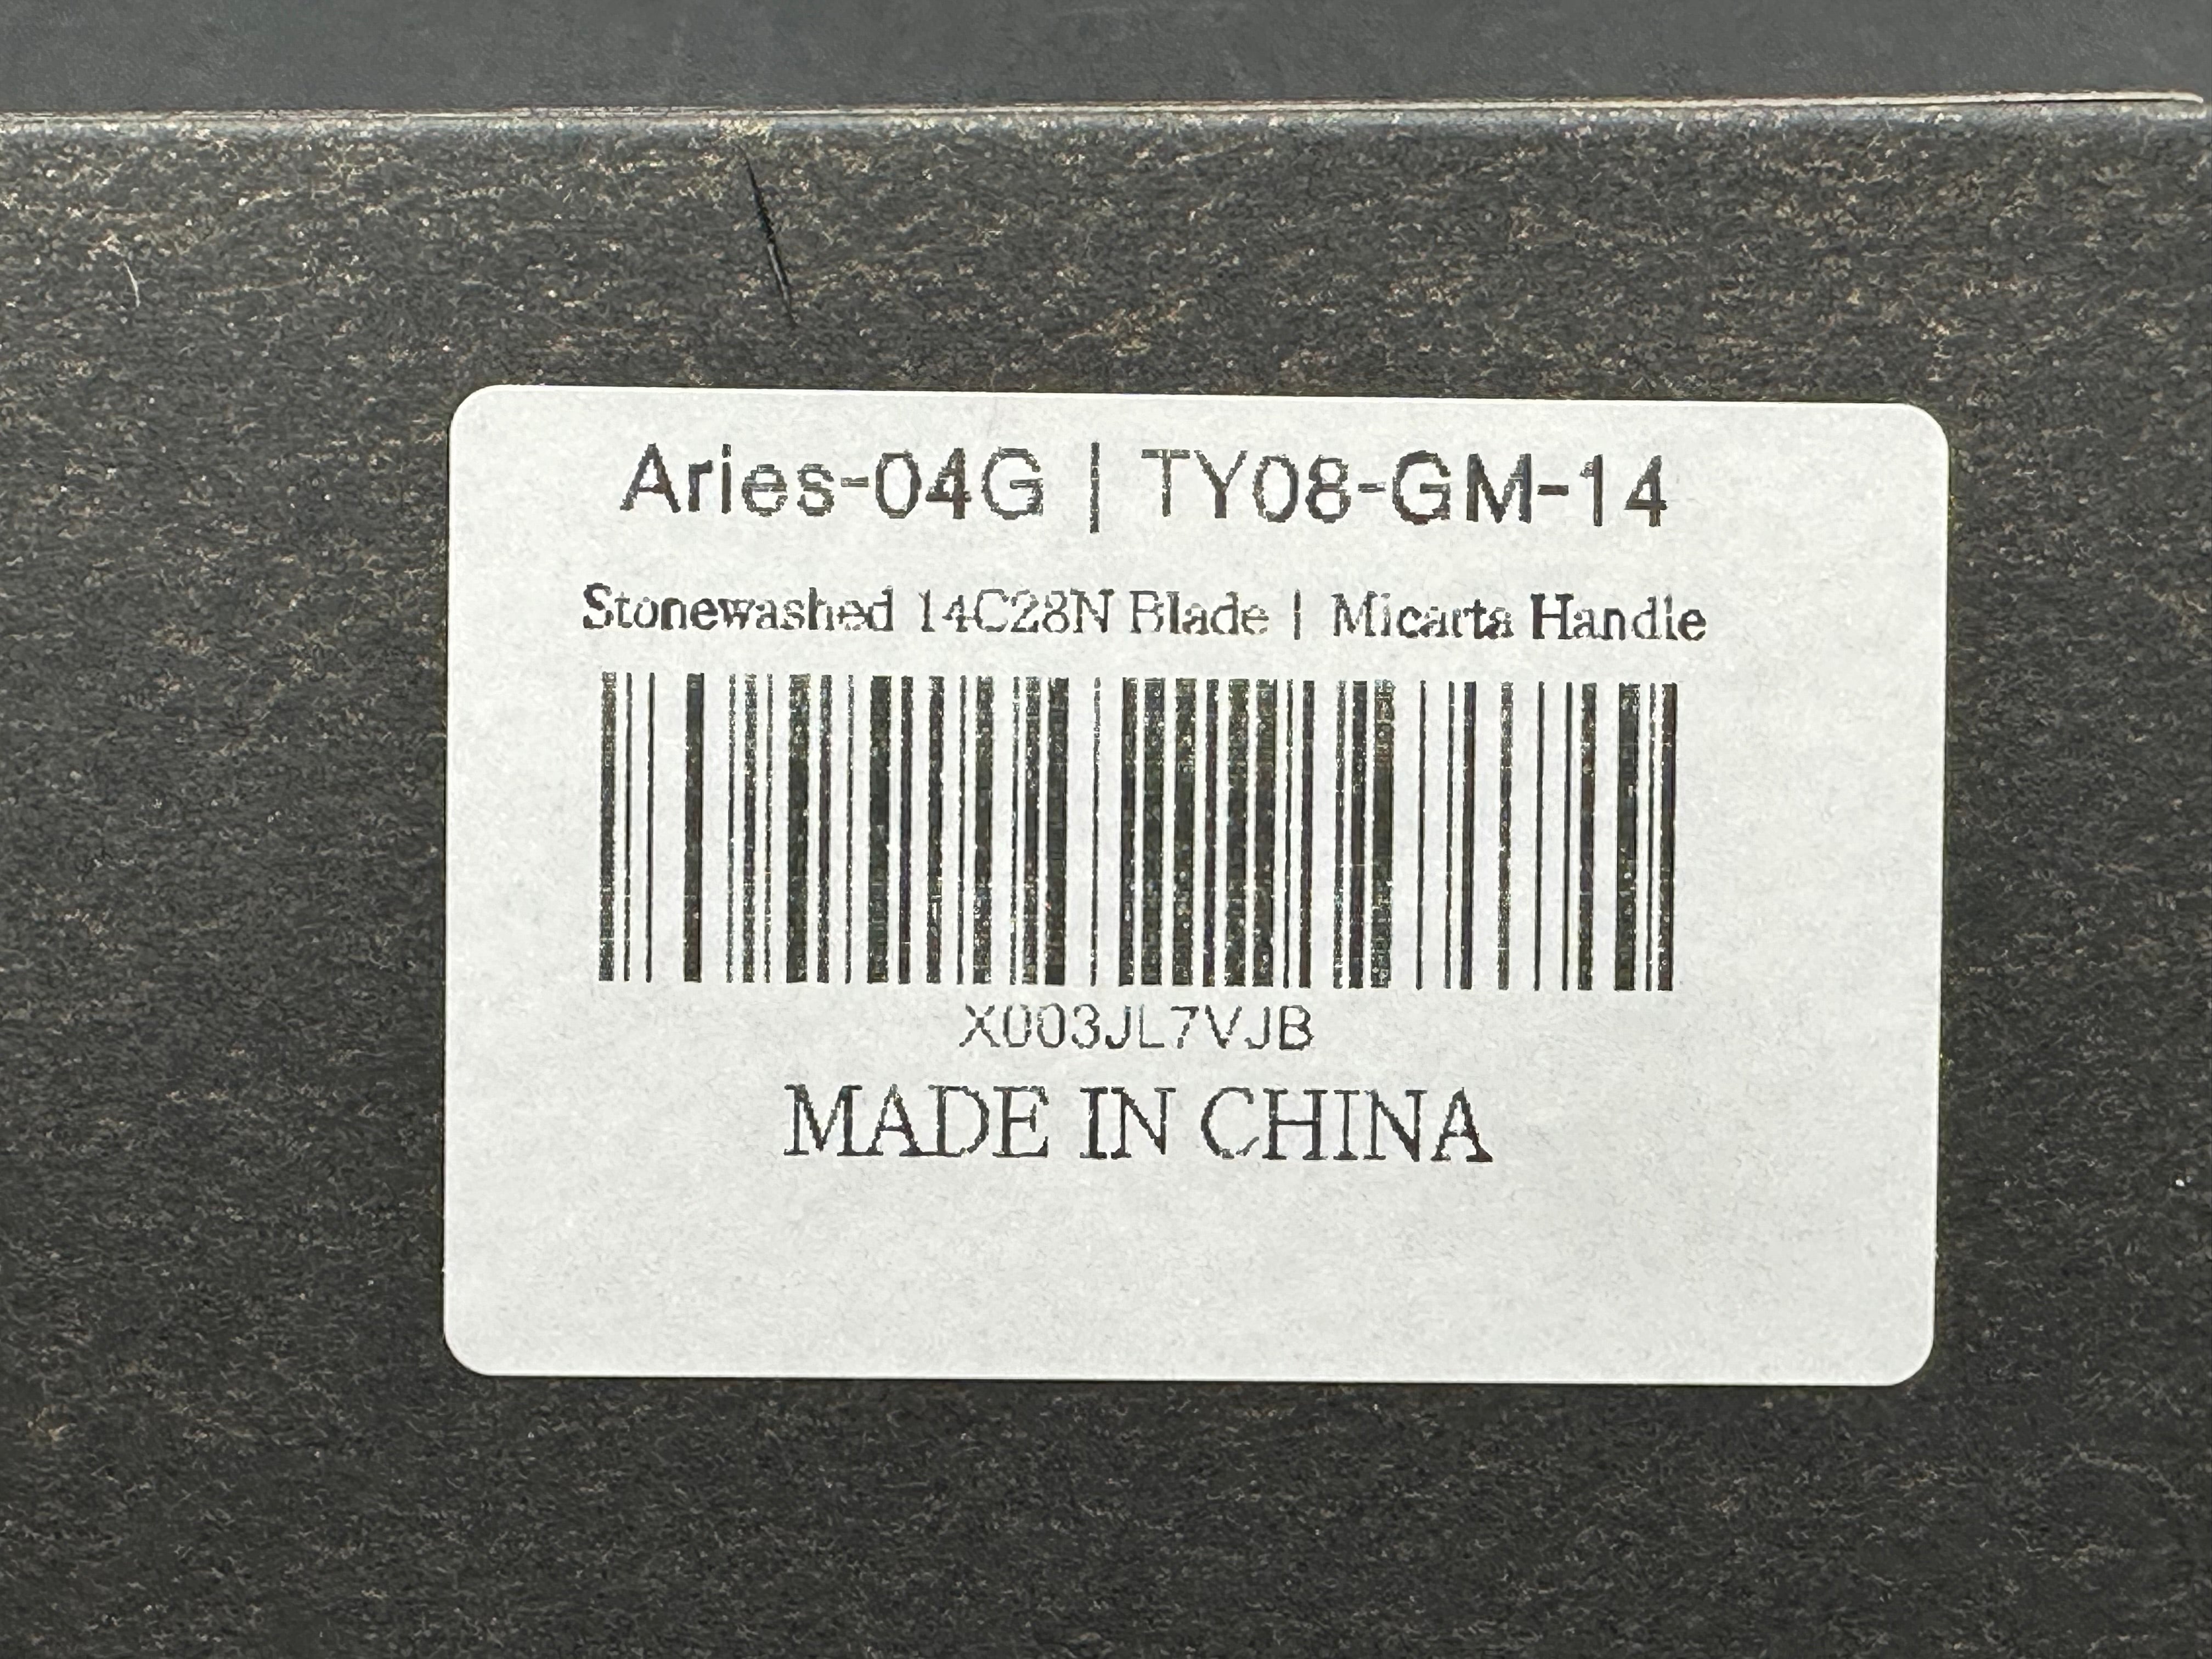 Aries-04G | TY08-GM-14
Stonewashed 14C28N Blade | Micarta Handle
X003JL7VJB
MADE IN CHINA